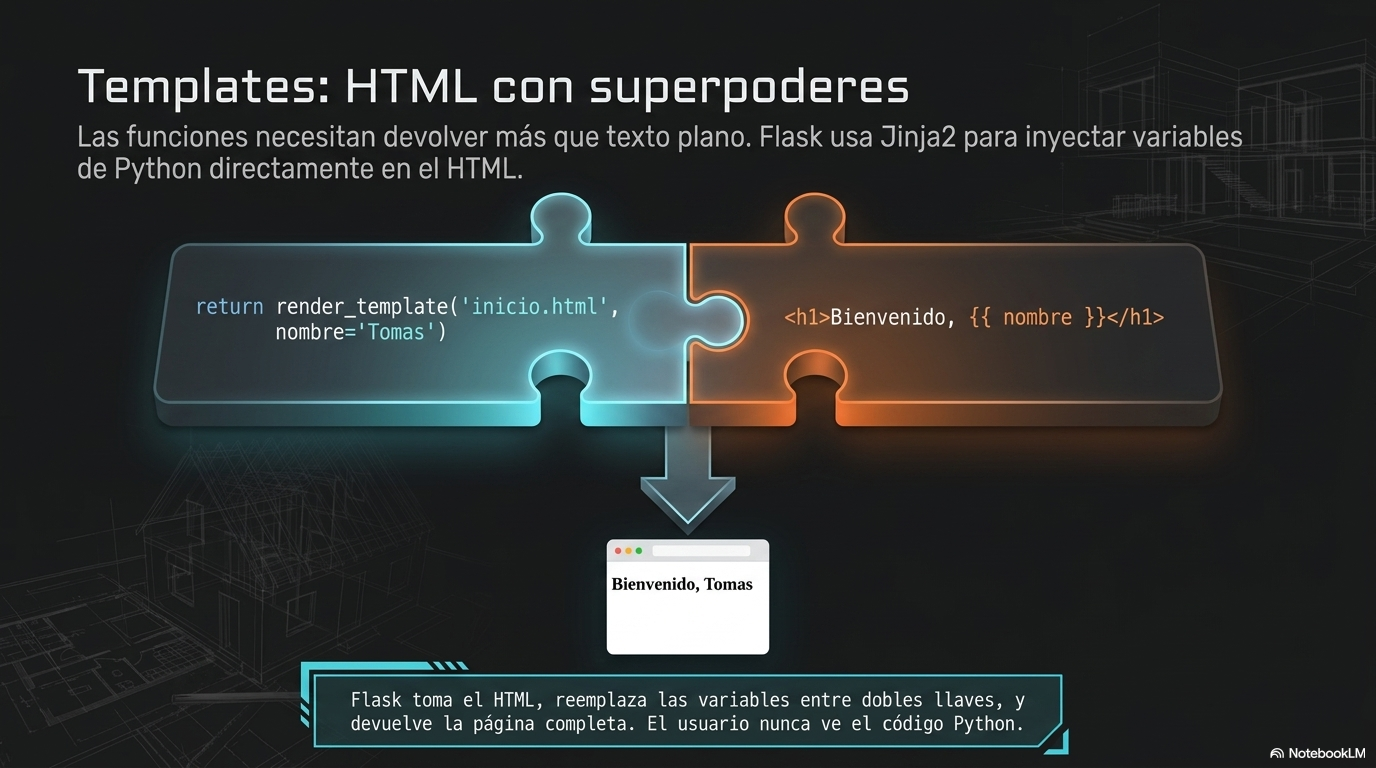 Templates: HTML con superpoderes
Las funciones necesitan devolver más que texto plano. Flask usa Jinja2 para inyectar variables
de Python directamente en el HTML.
return render_template('inicio.html',
nombre='Tomas')
<h1>Bienvenido, {{ nombre }}</h1>
Bienvenido, Tomas
Flask toma el HTML, reemplaza las variables entre dobles llaves, y
devuelve la página completa. El usuario nunca ve el código Python.
NotebookLM